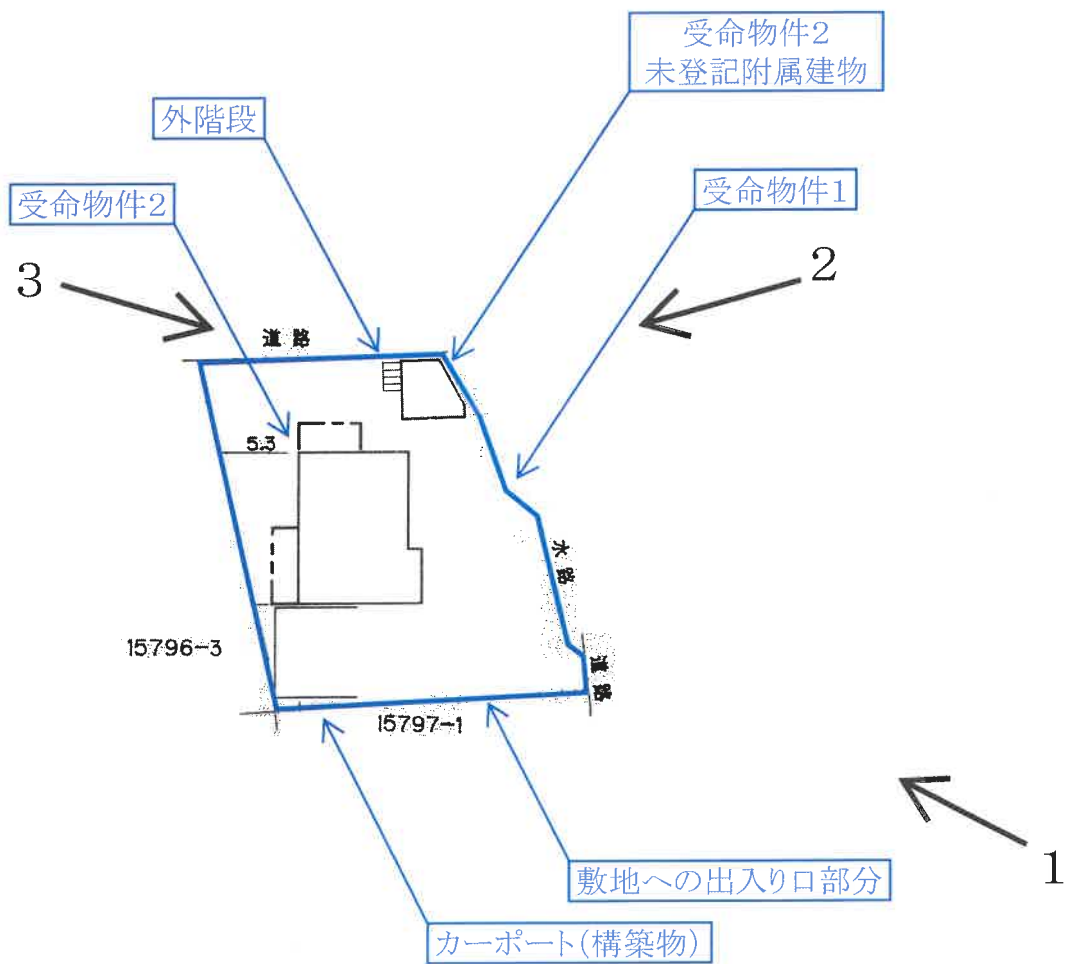 受命物件2
未登記附属建物
外階段
受命物件2
受命物件1
3
2
道路
5.3
水路
15796-3
道路
15797-1
1
敷地への出入り口部分
カーポート(構築物)